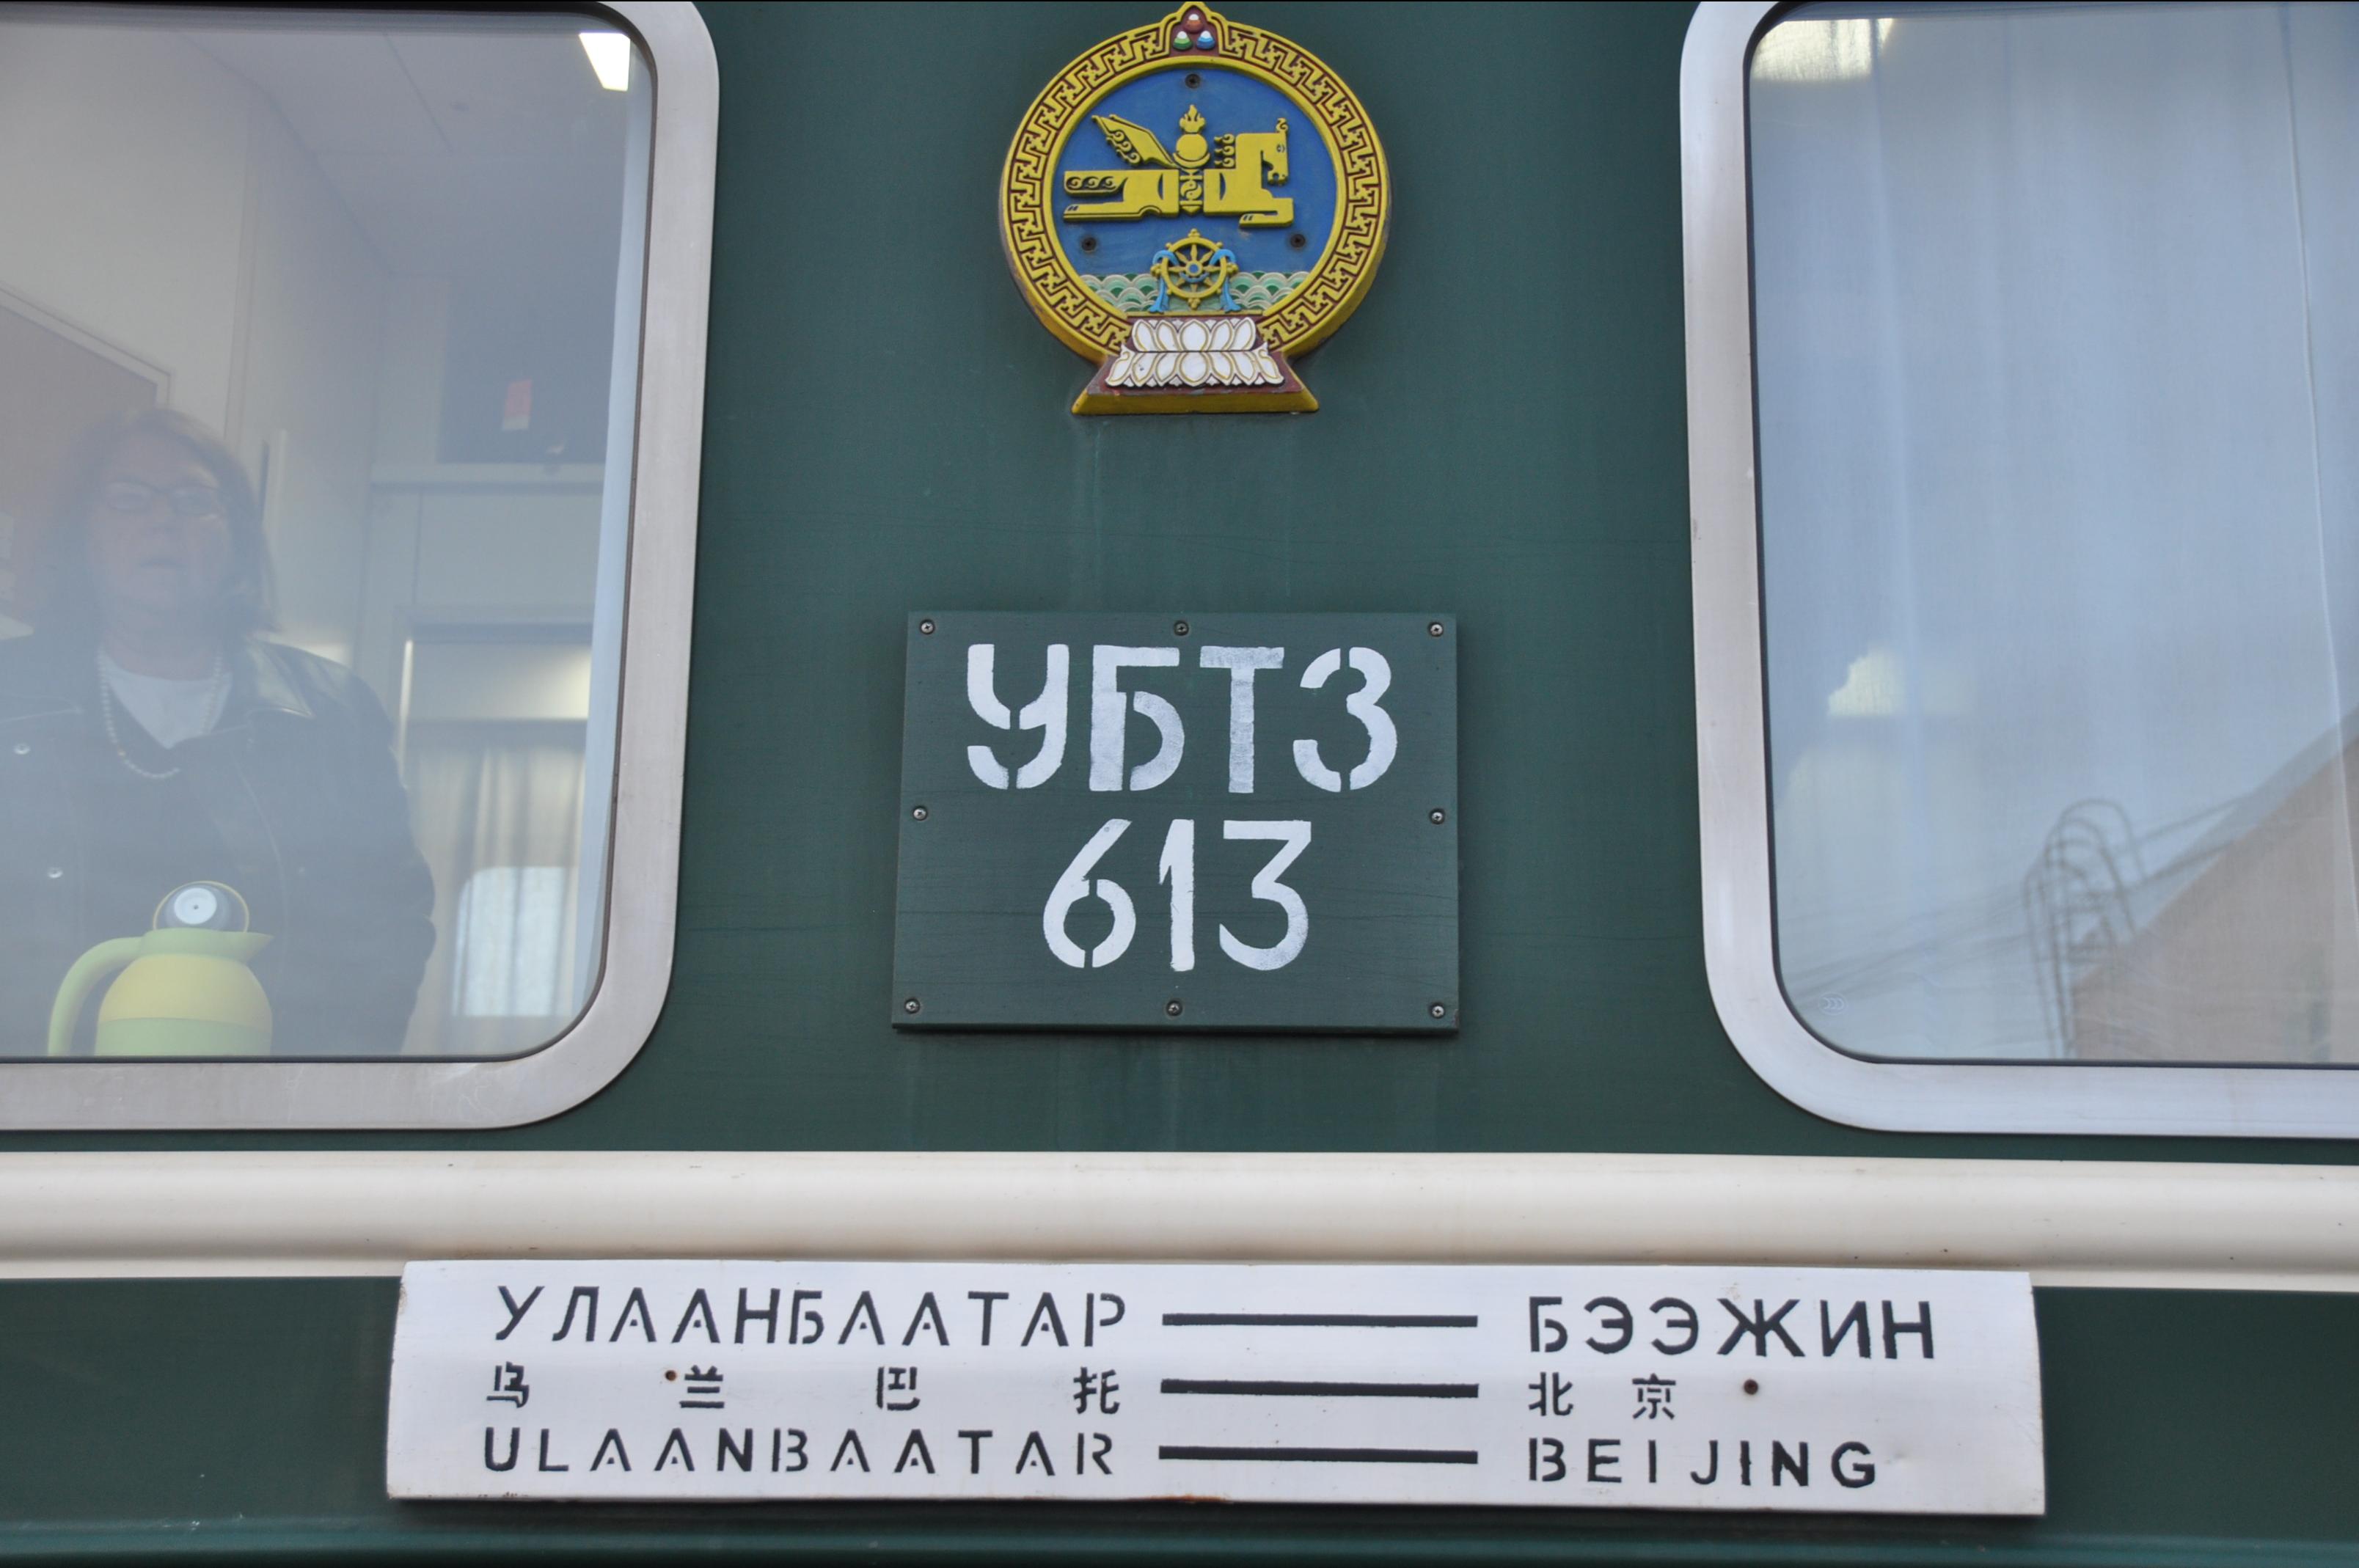 УБТЗ
613
УЛААНБААТАР БЭЭЖИН
乌兰巴托 北京
ULAANBAATAR BEIJING